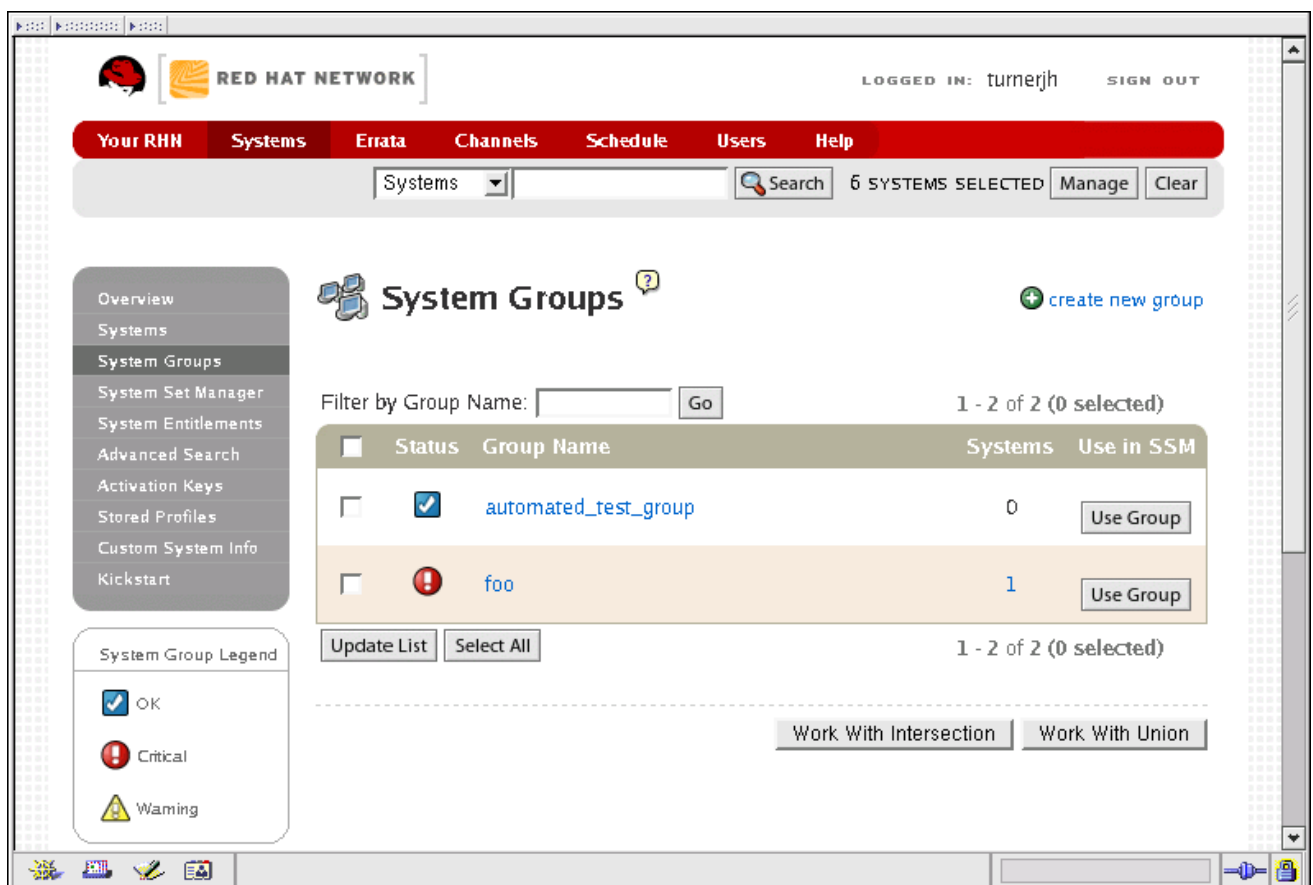 RED HAT NETWORK
LOGGED IN: turnerjh SIGN OUT
Your RHN Systems Errata Channels Schedule Users Help
Systems Search 6 SYSTEMS SELECTED Manage Clear
Overview
Systems
System Groups
System Set Manager
System Entitlements
Advanced Search
Activation Keys
Stored Profiles
Custom System Info
Kickstart
System Group Legend
OK
Critical
Warning
System Groups ?
create new group
Filter by Group Name: Go 1 - 2 of 2 (0 selected)
Status Group Name Systems Use in SSM
automated_test_group 0 Use Group
foo 1 Use Group
Update List Select All 1 - 2 of 2 (0 selected)
Work With Intersection Work With Union